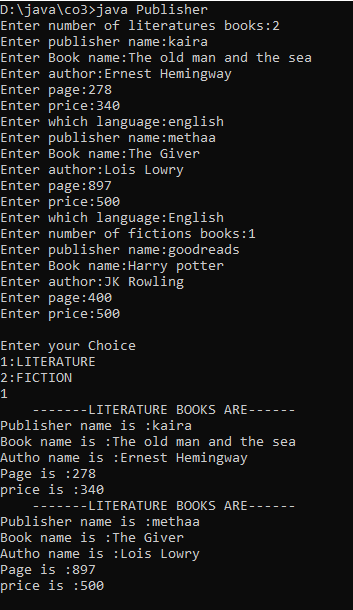 D:\java\co3>java Publisher
Enter number of literatures books:2
Enter publisher name:kaira
Enter Book name:The old man and the sea
Enter author:Ernest Hemingway
Enter page:278
Enter price:340
Enter which language:english
Enter publisher name:methaa
Enter Book name:The Giver
Enter author:Lois Lowry
Enter page:897
Enter price:500
Enter which language:English
Enter number of fictions books:1
Enter publisher name:goodreads
Enter Book name:Harry potter
Enter author:JK Rowling
Enter page:400
Enter price:500

Enter your Choice
1:LITERATURE
2:FICTION
1
    -------LITERATURE BOOKS ARE------
Publisher name is :kaira
Book name is :The old man and the sea
Autho name is :Ernest Hemingway
Page is :278
price is :340
    -------LITERATURE BOOKS ARE------
Publisher name is :methaa
Book name is :The Giver
Autho name is :Lois Lowry
Page is :897
price is :500